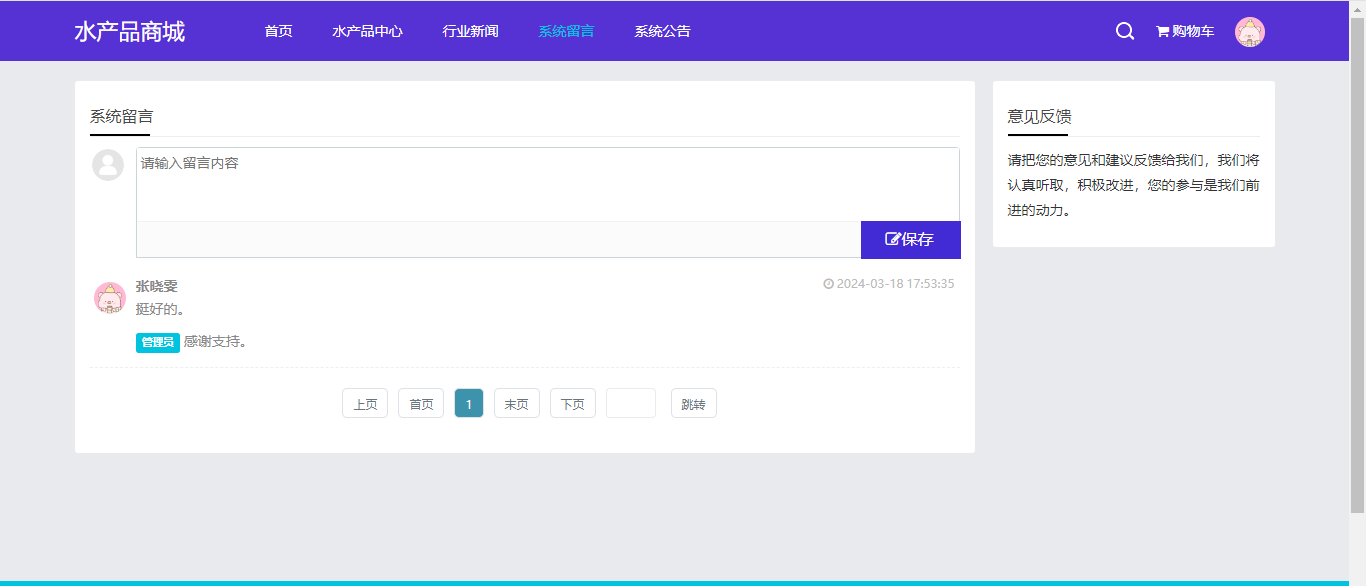 水产品商城 首页 水产品中心 行业新闻 系统留言 系统公告 购物车
系统留言
请输入留言内容
保存
张晓雯 2024-03-18 17:53:35
挺好的。
管理员 感谢支持。
上页 首页 1 末页 下页 跳转
意见反馈
请把您的意见和建议反馈给我们，我们将
认真听取，积极改进，您的参与是我们前
进的动力。